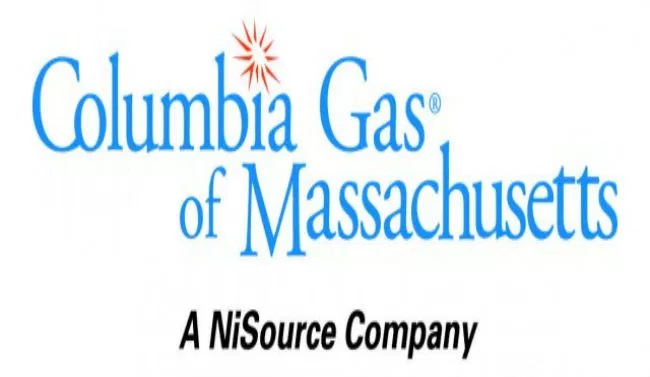 Columbia Gas®
of Massachusetts
A NiSource Company